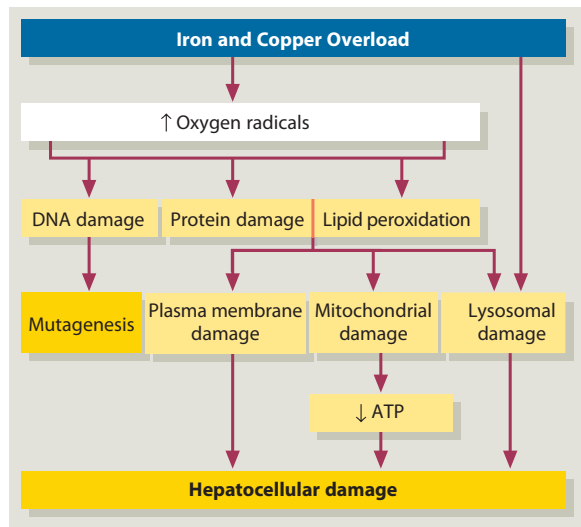 Iron and Copper Overload
↑ Oxygen radicals
DNA damage
Protein damage
Lipid peroxidation
Mutagenesis
Plasma membrane
damage
Mitochondrial
damage
Lysosomal
damage
↓ ATP
Hepatocellular damage